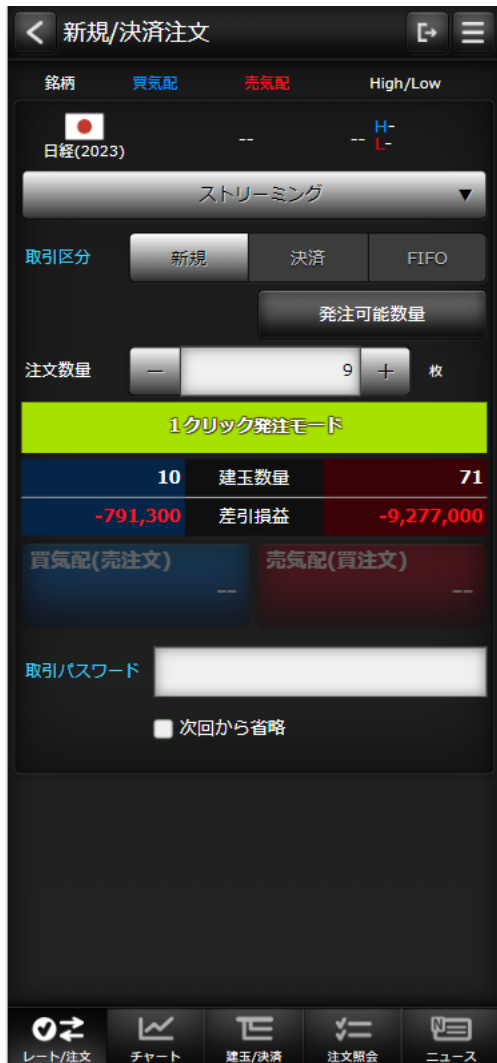 新規/決済注文
銘柄 買気配 売気配 High/Low
日経(2023) -- -- H-
L-
ストリーミング ▼
取引区分 新規 決済 FIFO
発注可能数量
注文数量 － 9 ＋ 枚
1クリック発注モード
10 建玉数量 71
-791,300 差引損益 -9,277,000
買気配(売注文) 売気配(買注文)
-- --
取引パスワード
次回から省略
レート/注文 チャート 建玉/決済 注文照会 ニュース